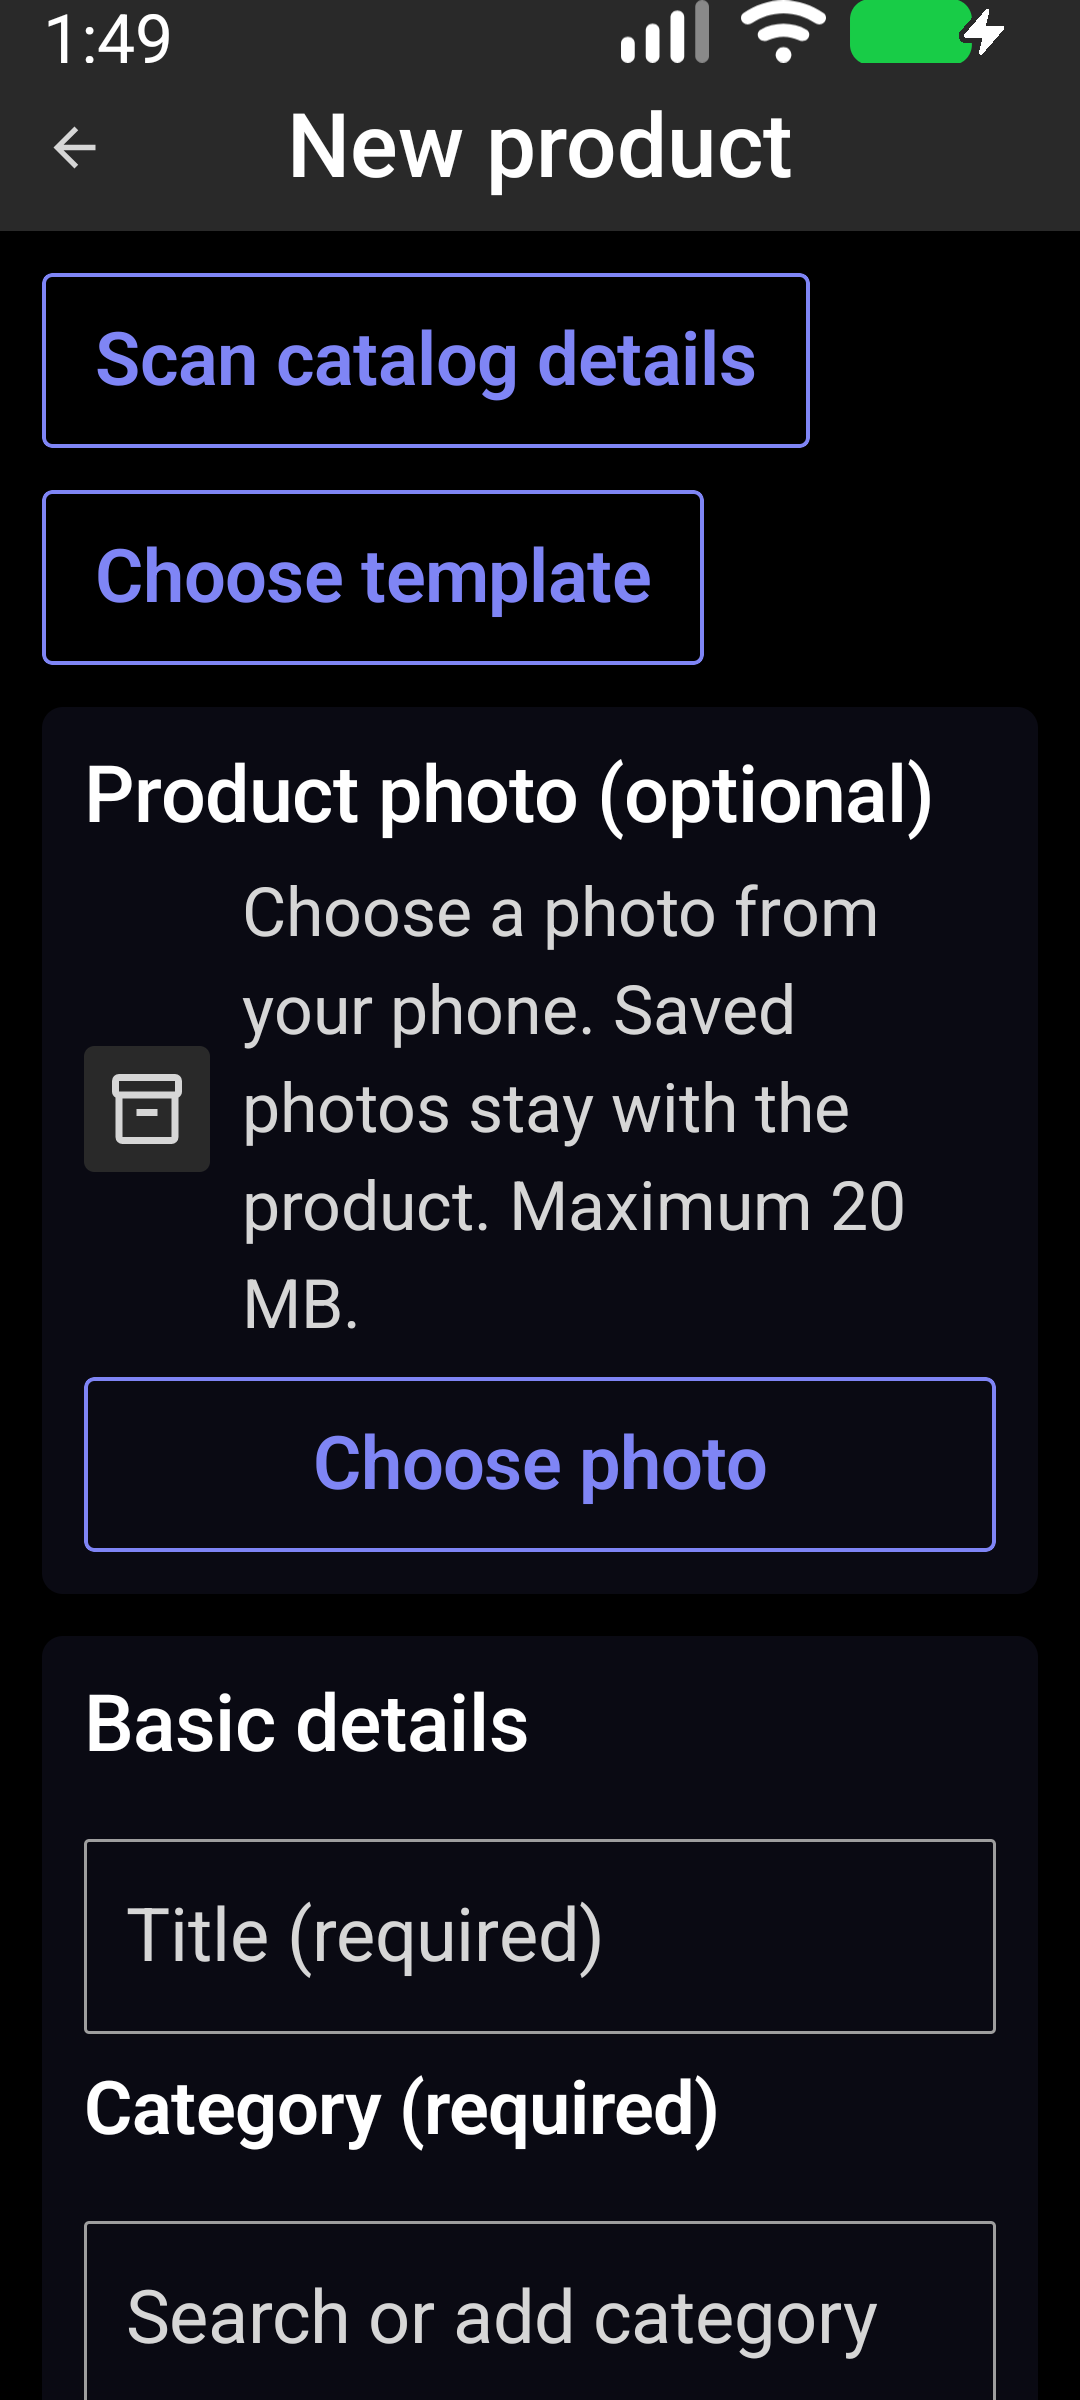 1:49
New product
Scan catalog details
Choose template
Product photo (optional)
Choose a photo from
your phone. Saved
photos stay with the
product. Maximum 20
MB.
Choose photo
Basic details
Title (required)
Category (required)
Search or add category